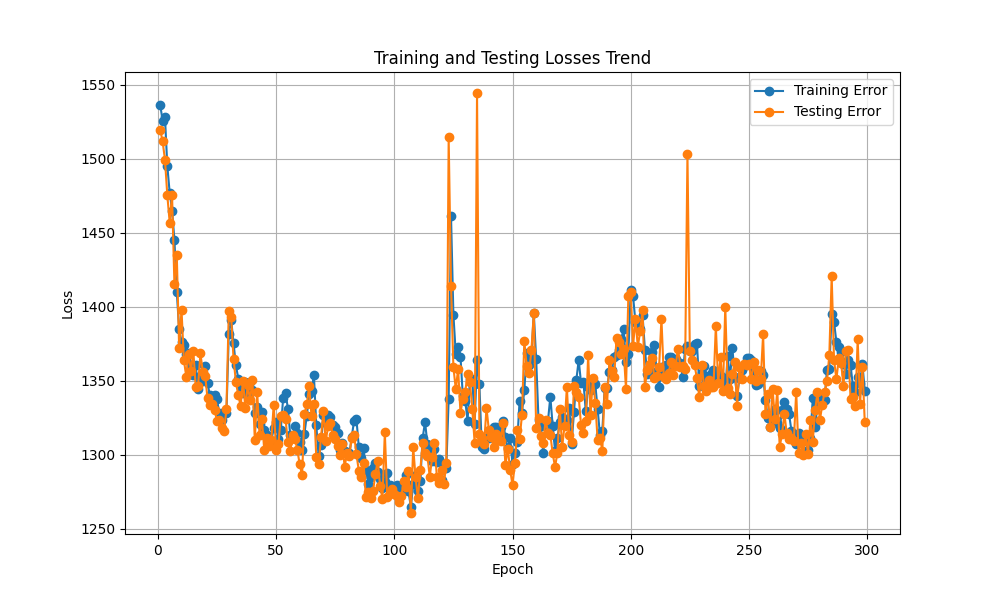 Training and Testing Losses Trend
Training Error
Testing Error
Loss
1550
1500
1450
1400
1350
1300
1250
0 50 100 150 200 250 300
Epoch